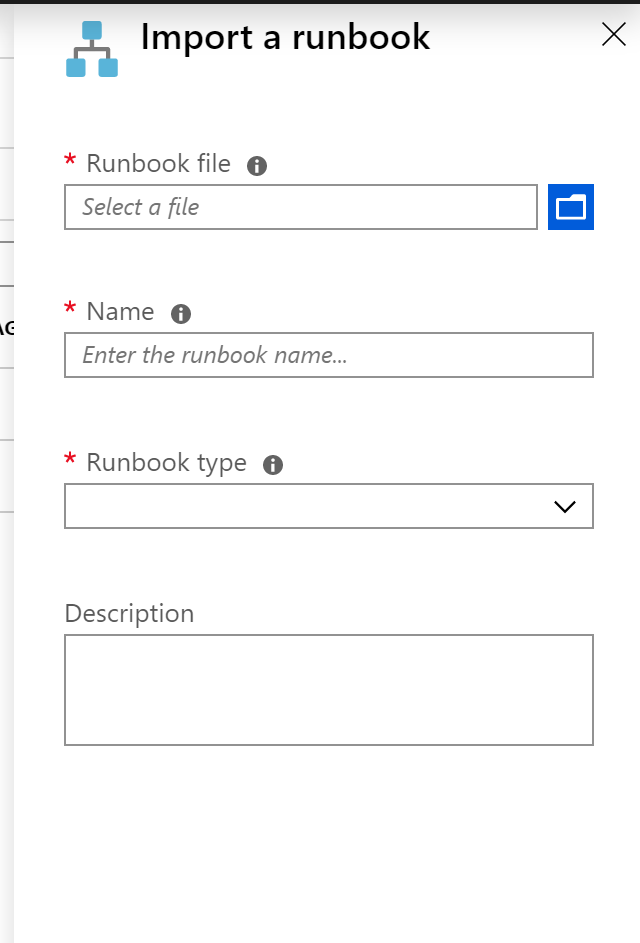 Import a runbook
* Runbook file
Select a file
* Name
Enter the runbook name...
* Runbook type
Description